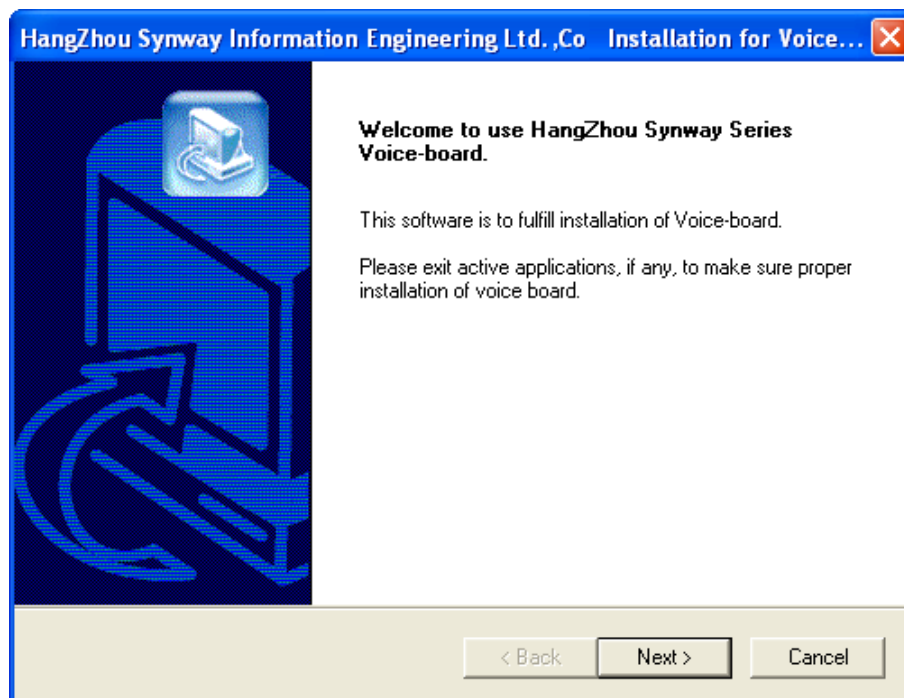 HangZhou Synway Information Engineering Ltd.,Co Installation for Voice...
Welcome to use HangZhou Synway Series
Voice-board.
This software is to fulfill installation of Voice-board.
Please exit active applications, if any, to make sure proper
installation of voice board.
< Back
Next >
Cancel